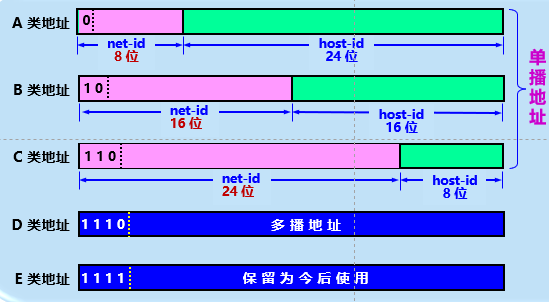 A 类地址
0
net-id
8 位
host-id
24 位
B 类地址
1 0
net-id
16 位
host-id
16 位
C 类地址
1 1 0
net-id
24 位
host-id
8 位
单播地址
D 类地址
1 1 1 0
多 播 地 址
E 类地址
1 1 1 1
保 留 为 今 后 使 用